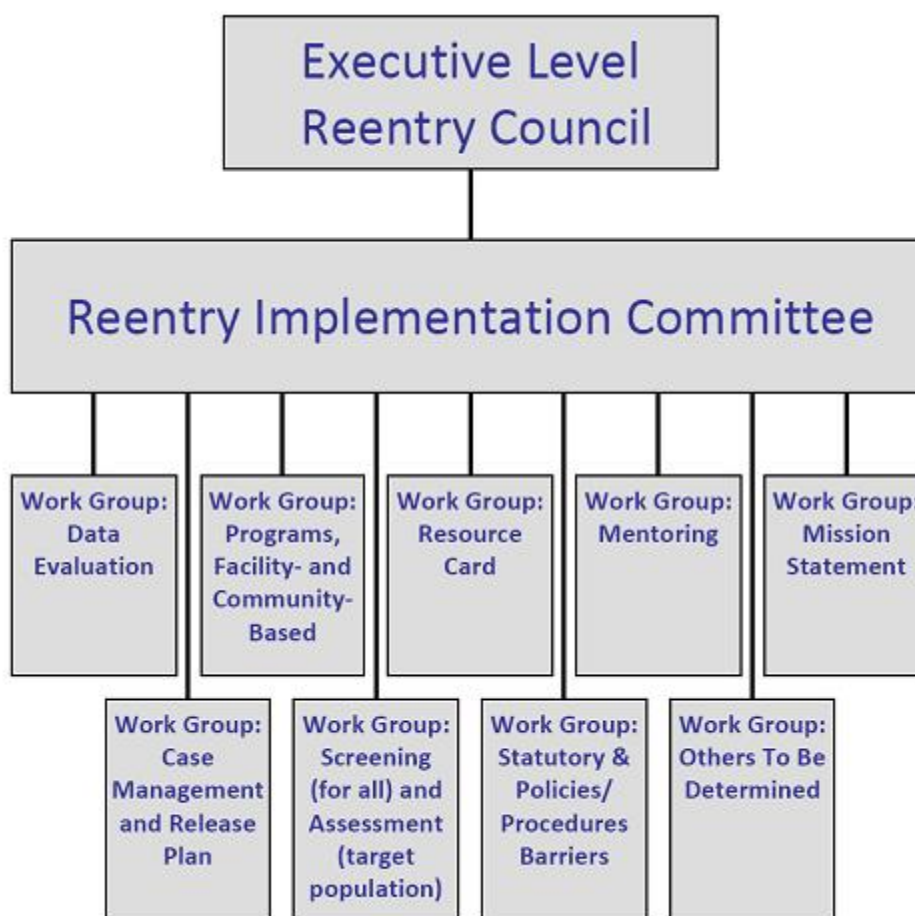 Executive Level
Reentry Council
Reentry Implementation Committee
Work Group:
Data
Evaluation
Work Group:
Programs,
Facility- and
Community-
Based
Work Group:
Resource
Card
Work Group:
Mentoring
Work Group:
Mission
Statement
Work Group:
Case
Management
and Release
Plan
Work Group:
Screening
(for all) and
Assessment
(target
population)
Work Group:
Statutory &
Policies/
Procedures
Barriers
Work Group:
Others To Be
Determined